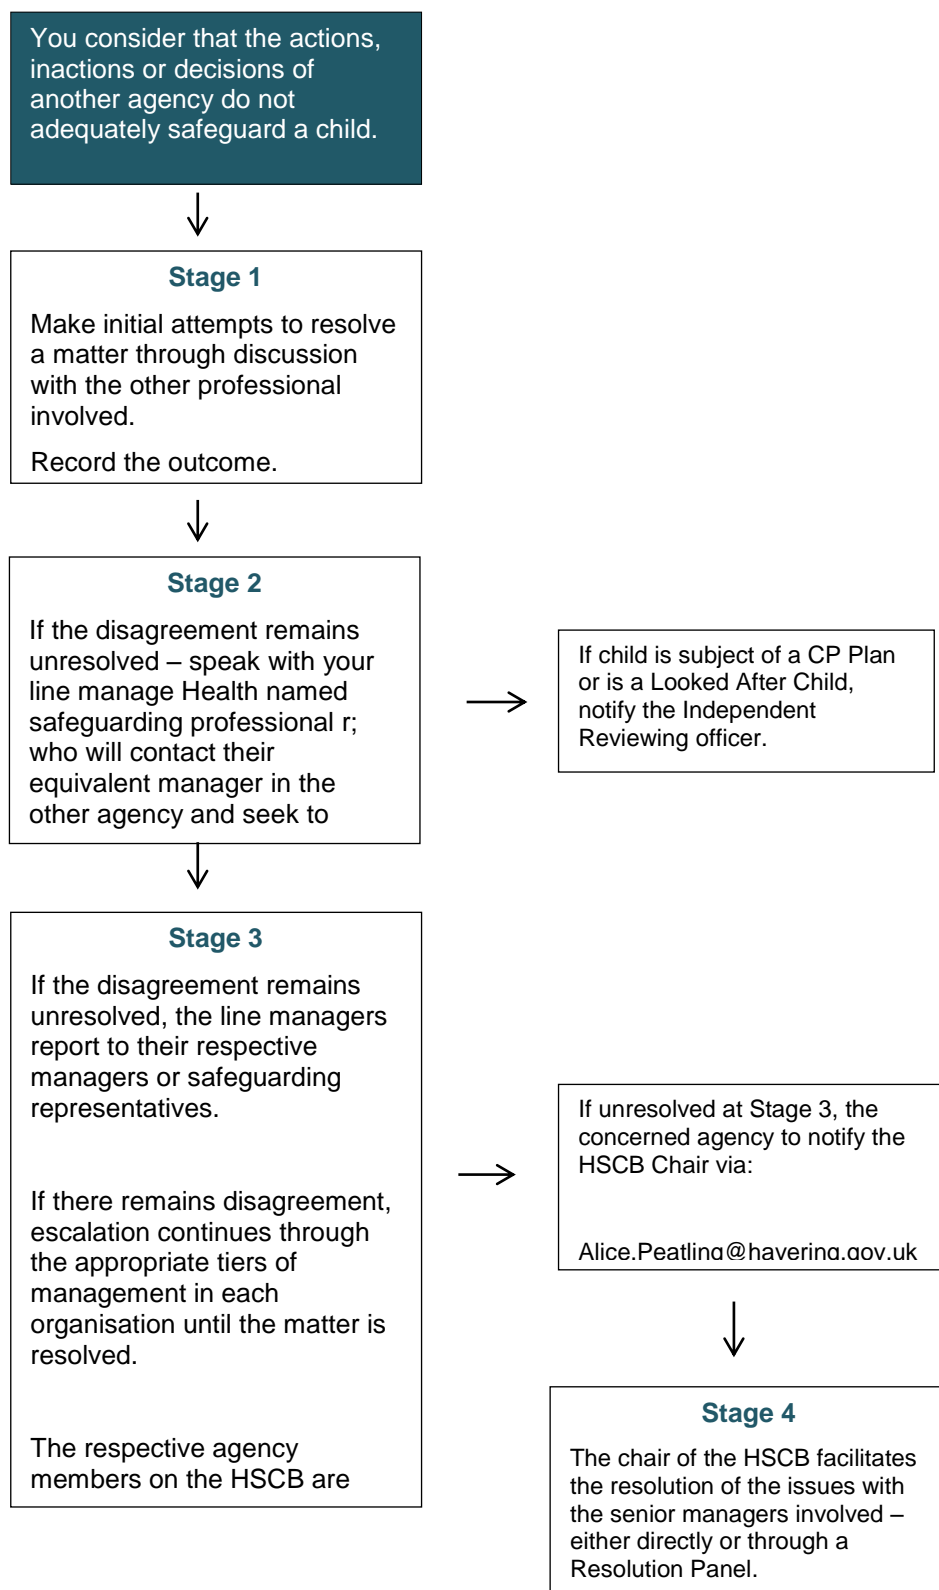 You consider that the actions,
inactions or decisions of
another agency do not
adequately safeguard a child.
Stage 1
Make initial attempts to resolve
a matter through discussion
with the other professional
involved.
Record the outcome.
Stage 2
If the disagreement remains
unresolved – speak with your
line manage Health named
safeguarding professional r;
who will contact their
equivalent manager in the
other agency and seek to
If child is subject of a CP Plan
or is a Looked After Child,
notify the Independent
Reviewing officer.
Stage 3
If the disagreement remains
unresolved, the line managers
report to their respective
managers or safeguarding
representatives.
If there remains disagreement,
escalation continues through
the appropriate tiers of
management in each
organisation until the matter is
resolved.
The respective agency
members on the HSCB are
If unresolved at Stage 3, the
concerned agency to notify the
HSCB Chair via:
Alice.Peatling@havering.gov.uk
Stage 4
The chair of the HSCB facilitates
the resolution of the issues with
the senior managers involved –
either directly or through a
Resolution Panel.